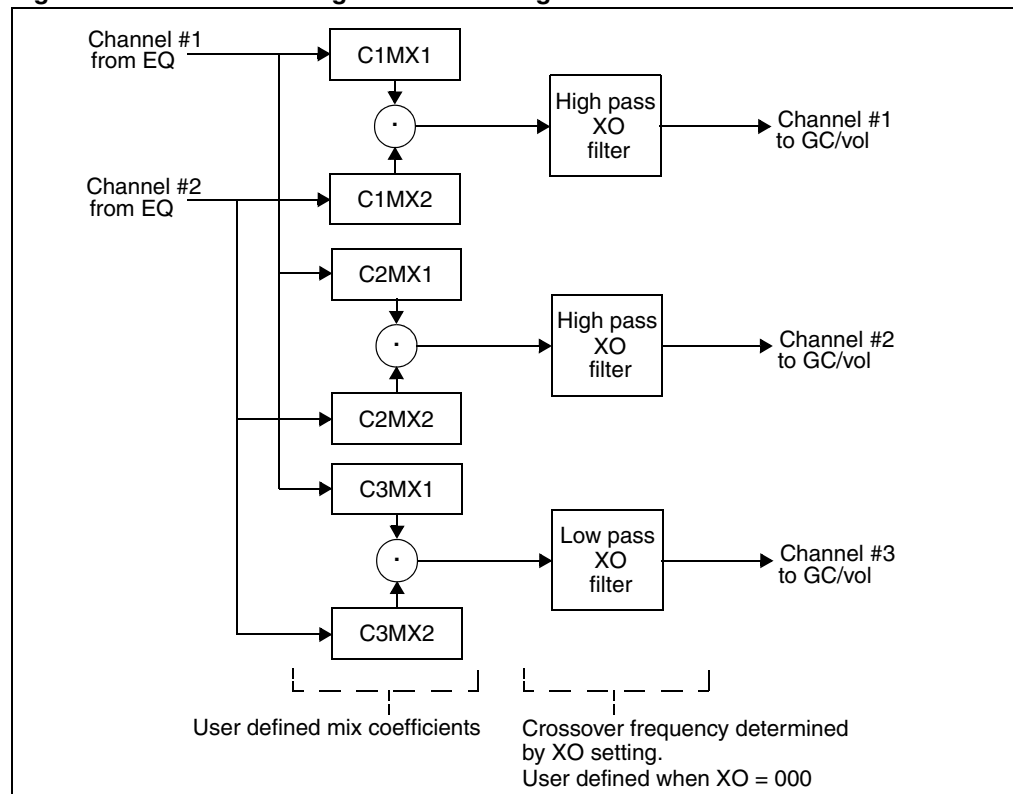 Channel #1
from EQ
C1MX1
High pass
XO
filter
Channel #1
to GC/vol
Channel #2
from EQ
C1MX2
C2MX1
High pass
XO
filter
Channel #2
to GC/vol
C2MX2
C3MX1
Low pass
XO
filter
Channel #3
to GC/vol
C3MX2
User defined mix coefficients
Crossover frequency determined
by XO setting.
User defined when XO = 000